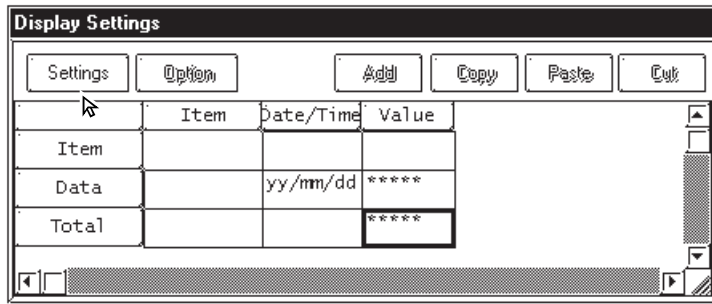 Display Settings
Settings Option Add Copy Paste Cut
Item Date/Time Value
Item
Data yy/mm/dd *****
Total *****